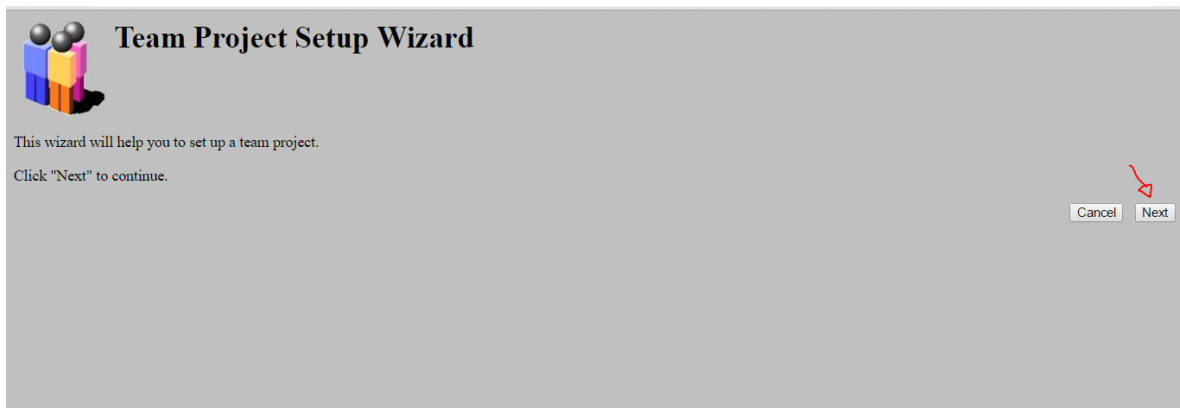 Team Project Setup Wizard
This wizard will help you to set up a team project.
Click "Next" to continue.
Cancel Next